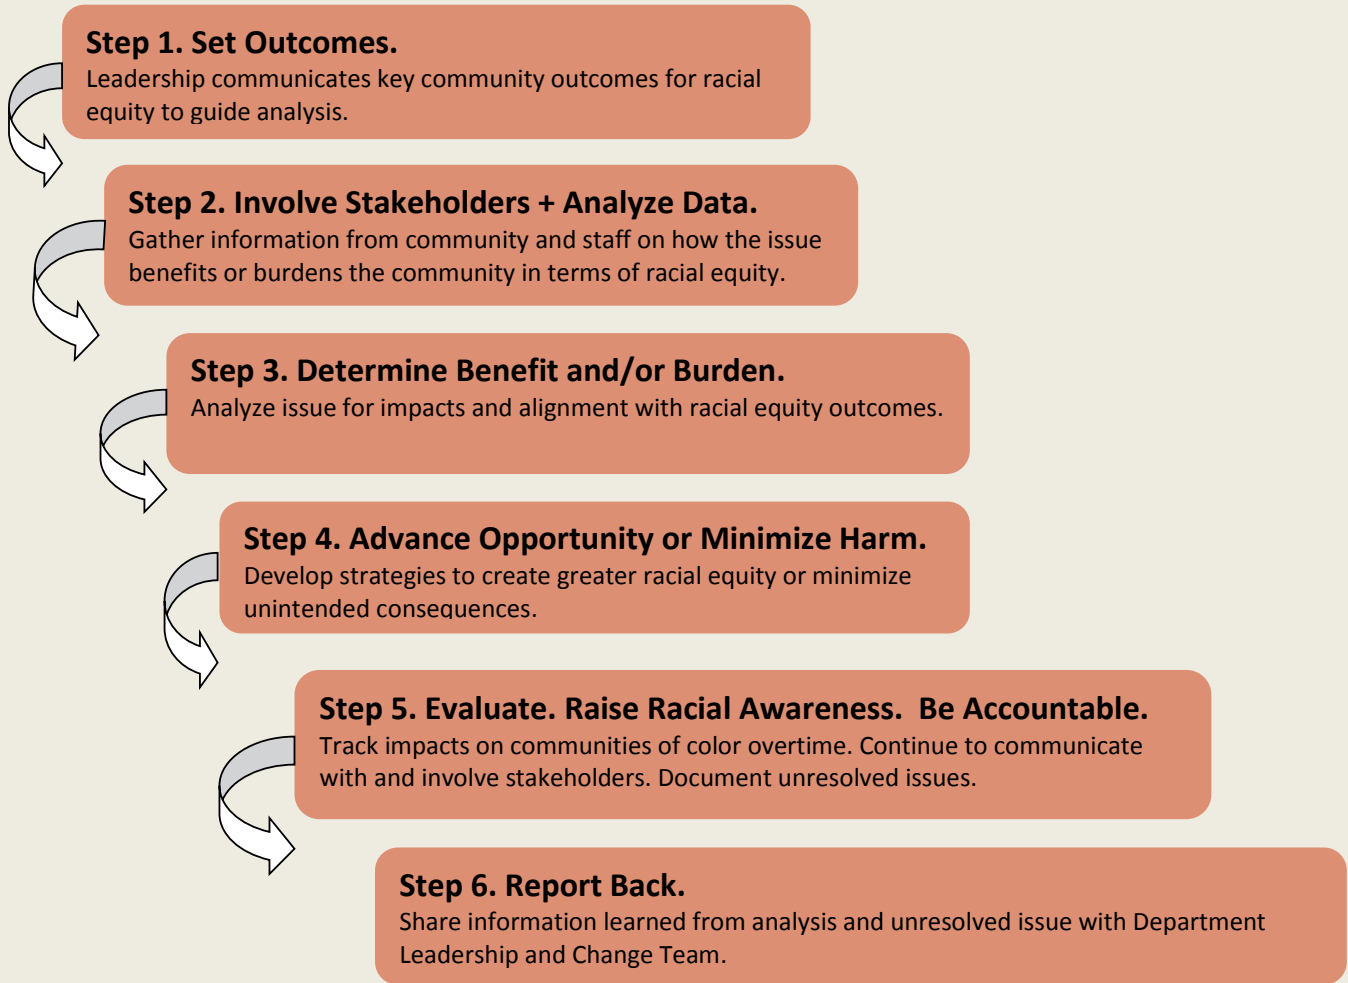 Step 1. Set Outcomes.
Leadership communicates key community outcomes for racial
equity to guide analysis.
Step 2. Involve Stakeholders + Analyze Data.
Gather information from community and staff on how the issue
benefits or burdens the community in terms of racial equity.
Step 3. Determine Benefit and/or Burden.
Analyze issue for impacts and alignment with racial equity outcomes.
Step 4. Advance Opportunity or Minimize Harm.
Develop strategies to create greater racial equity or minimize
unintended consequences.
Step 5. Evaluate. Raise Racial Awareness.  Be Accountable.
Track impacts on communities of color overtime. Continue to communicate
with and involve stakeholders. Document unresolved issues.
Step 6. Report Back.
Share information learned from analysis and unresolved issue with Department
Leadership and Change Team.